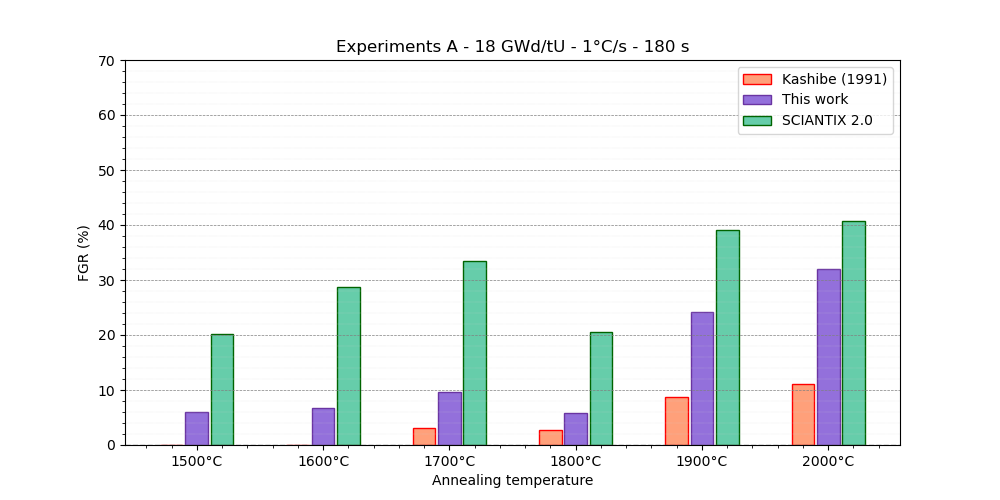 Experiments A - 18 GWd/tU - 1°C/s - 180 s
Kashibe (1991)
This work
SCIANTIX 2.0
FGR (%)
70
60
50
40
30
20
10
0
1500°C 1600°C 1700°C 1800°C 1900°C 2000°C
Annealing temperature